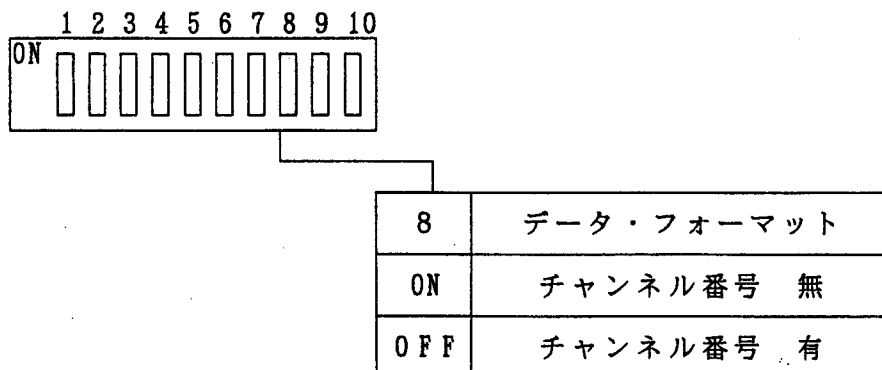 1 2 3 4 5 6 7 8 9 10
ON
8 データ・フォーマット
ON チャンネル番号 無
OFF チャンネル番号 有